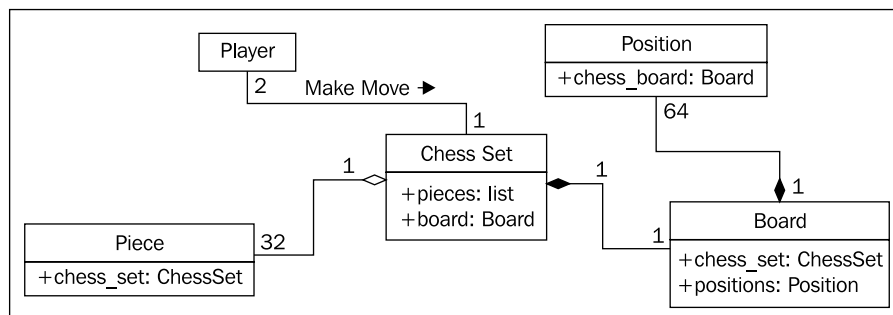 Player
2
Make Move
1
Position
+chess_board: Board
64
1
Chess Set
+pieces: list
+board: Board
1
1
Piece
+chess_set: ChessSet
32
1
Board
+chess_set: ChessSet
+positions: Position